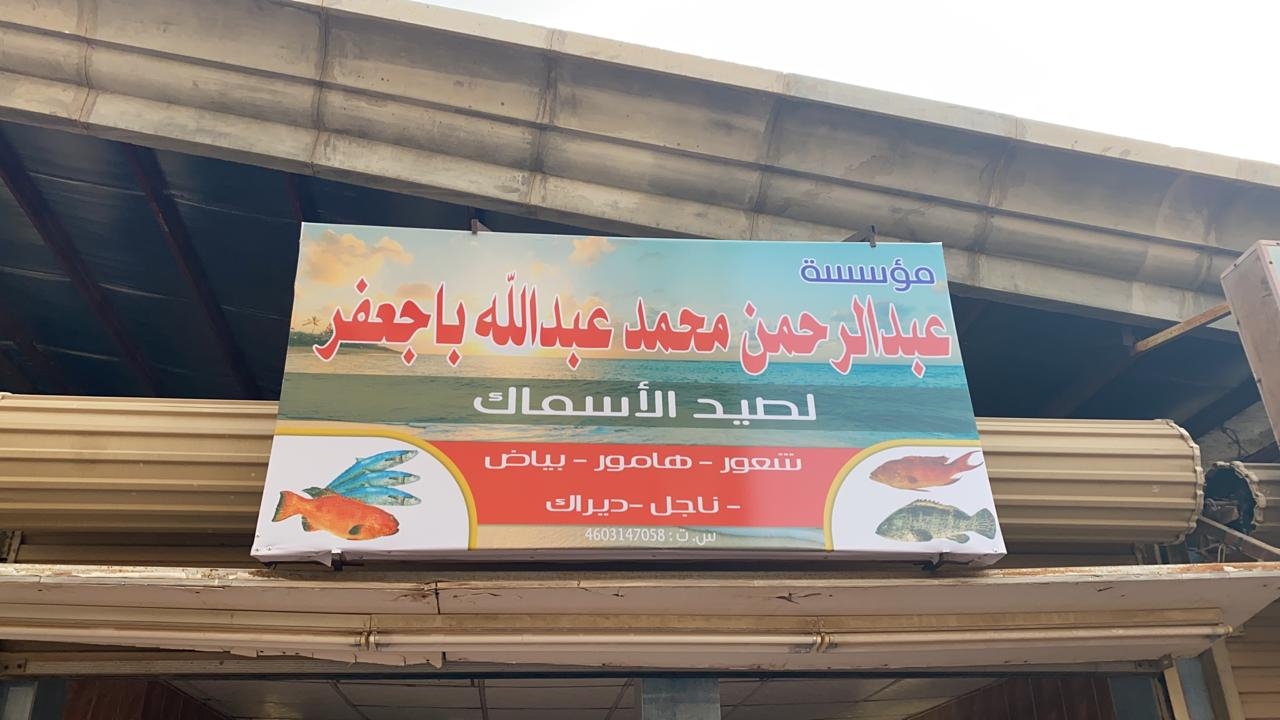 مؤسسة
عبدالرحمن محمد عبدالله باجعفر
لصيد الأسماك
شعور - هامور - بياض
- ناجل -ديراك
س. ت : 4603147058